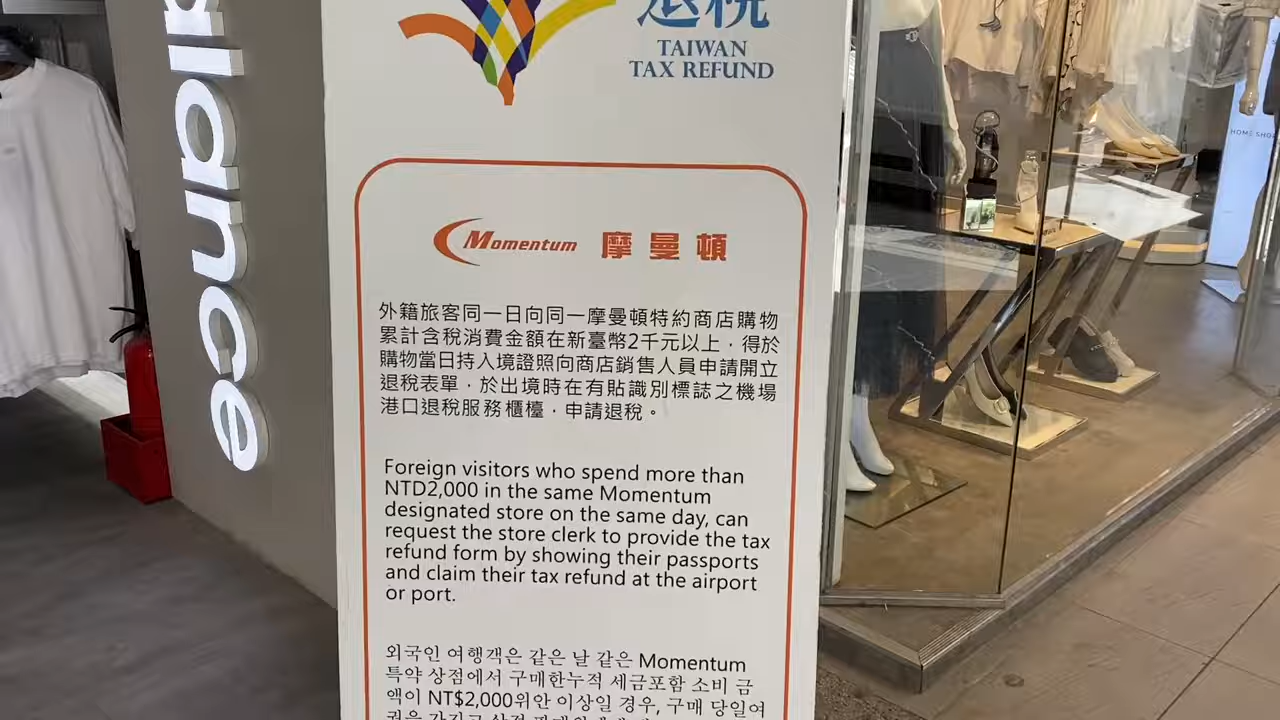 退稅
TAIWAN
TAX REFUND
lance
Momentum 摩曼頓
外籍旅客同一日向同一摩曼頓特約商店購物
累計含稅消費金額在新臺幣2千元以上，得於
購物當日持入境證照向商店銷售人員申請開立
退稅表單，於出境時在有貼識別標誌之機場
港口退稅服務櫃檯，申請退稅。
Foreign visitors who spend more than
NTD2,000 in the same Momentum
designated store on the same day, can
request the store clerk to provide the tax
refund form by showing their passports
and claim their tax refund at the airport
or port.
외국인 여행객은 같은 날 같은 Momentum
특약 상점에서 구매한누적 세금포함 소비 금
액이 NT$2,000위안 이상일 경우, 구매 당일여
HOME SHO